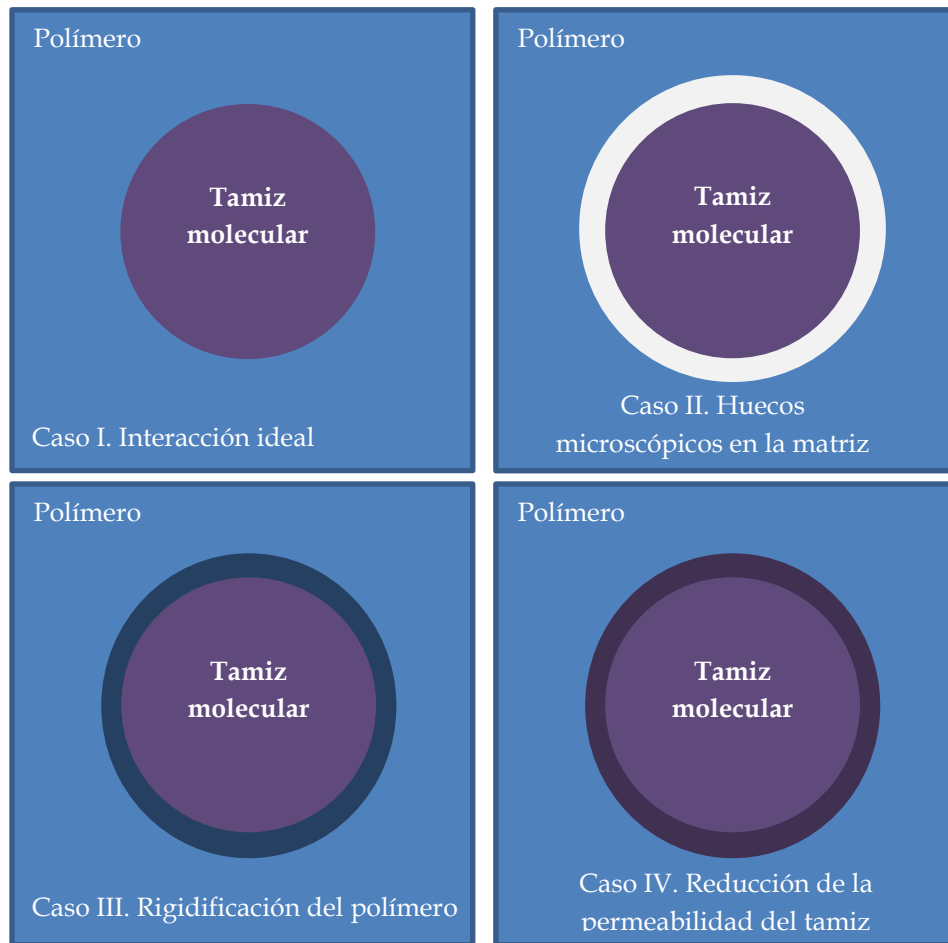 Polímero
Tamiz
molecular
Caso I. Interacción ideal
Polímero
Tamiz
molecular
Caso II. Huecos
microscópicos en la matriz
Polímero
Tamiz
molecular
Caso III. Rigidificación del polímero
Polímero
Tamiz
molecular
Caso IV. Reducción de la
permeabilidad del tamiz